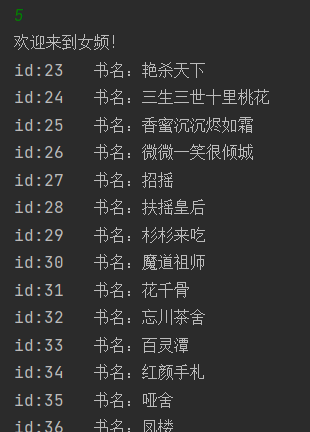 5
欢迎来到女频!
id:23 书名: 艳杀天下
id:24 书名: 三生三世十里桃花
id:25 书名: 香蜜沉沉烬如霜
id:26 书名: 微微一笑很倾城
id:27 书名: 招摇
id:28 书名: 扶摇皇后
id:29 书名: 杉杉来吃
id:30 书名: 魔道祖师
id:31 书名: 花千骨
id:32 书名: 忘川茶舍
id:33 书名: 百灵潭
id:34 书名: 红颜手札
id:35 书名: 哑舍
id:36 书名: 凤楼